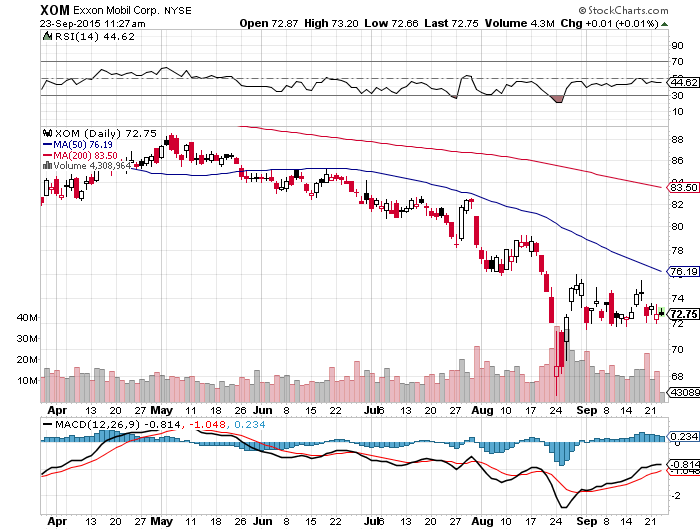 XOM Exxon Mobil Corp. NYSE © StockCharts.com
23-Sep-2015 11:27am Open 72.87 High 73.20 Low 72.66 Last 72.75 Volume 4.3M Chg +0.01 (+0.01%)
RSI(14) 44.62
90
70
50
44.62
30
10
XOM (Daily) 72.75
MA(50) 76.19
MA(200) 83.50
Volume 4,308,964
88
86
84
83.50
82
80
78
76.19
74
72.75
72
70
68
40M
30M
20M
10M
43089
Apr 13 20 27 May 11 18 26 Jun 8 15 22 Jul 6 13 20 27 Aug 10 17 24 Sep 8 14 21
MACD(12,26,9) -0.814, -1.048, 0.234
0.234
-0.814
-1.048
-2
Apr 13 20 27 May 11 18 26 Jun 8 15 22 Jul 6 13 20 27 Aug 10 17 24 Sep 8 14 21